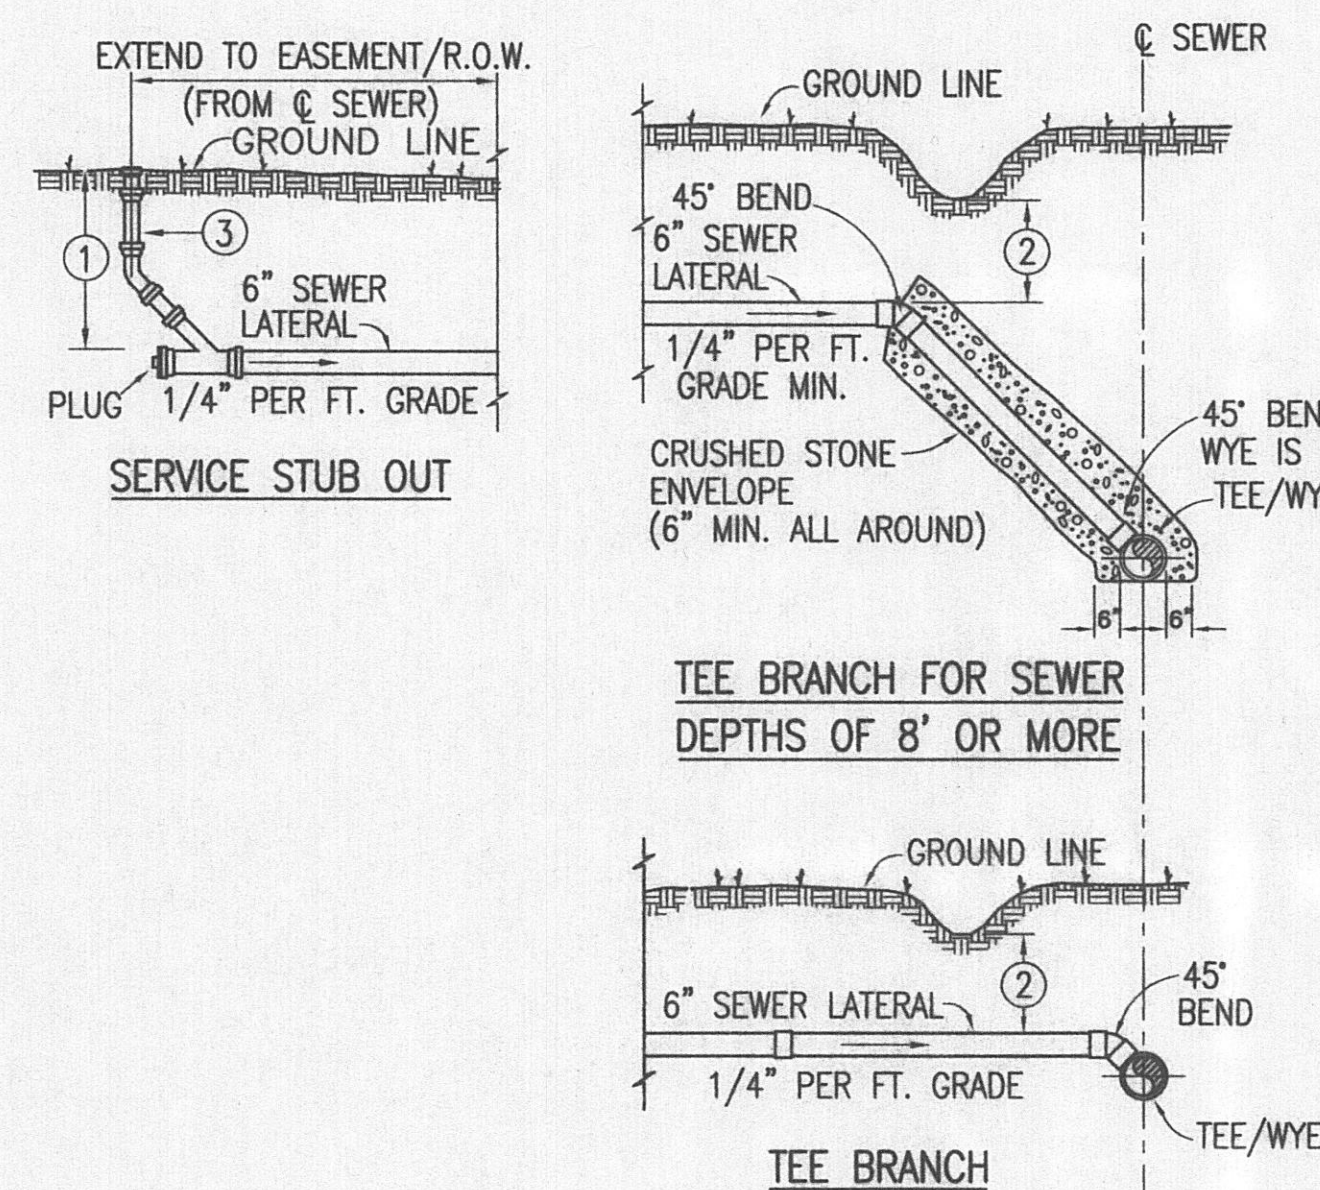 EXTEND TO EASEMENT/R.O.W.
(FROM ℄ SEWER)
GROUND LINE
1
3
6" SEWER
LATERAL
PLUG
1/4" PER FT. GRADE
SERVICE STUB OUT
℄ SEWER
GROUND LINE
45° BEND
6" SEWER
LATERAL
2
1/4" PER FT.
GRADE MIN.
CRUSHED STONE
ENVELOPE
(6" MIN. ALL AROUND)
45° BEN
WYE IS
TEE/WY
6"
6"
TEE BRANCH FOR SEWER
DEPTHS OF 8' OR MORE
GROUND LINE
2
6" SEWER LATERAL
45°
BEND
1/4" PER FT. GRADE
TEE/WYE
TEE BRANCH